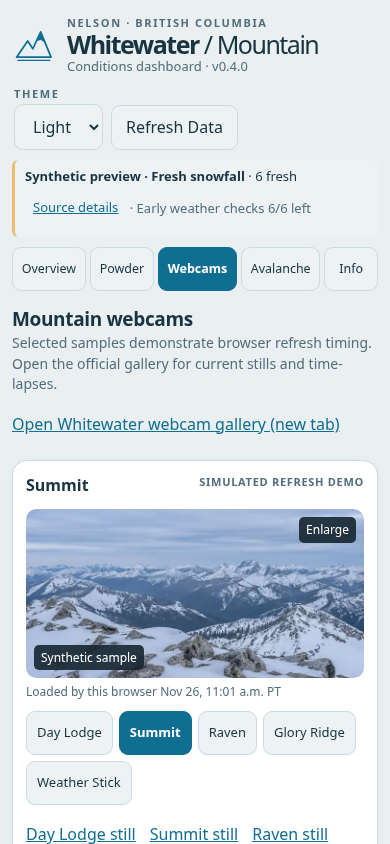 NELSON · BRITISH COLUMBIA
Whitewater / Mountain
Conditions dashboard · v0.4.0
THEME
Light
Refresh Data
Synthetic preview · Fresh snowfall · 6 fresh
Source details · Early weather checks 6/6 left
Overview
Powder
Webcams
Avalanche
Info
Mountain webcams
Selected samples demonstrate browser refresh timing.
Open the official gallery for current stills and time-
lapses.
Open Whitewater webcam gallery (new tab)
Summit
SIMULATED REFRESH DEMO
Enlarge
Synthetic sample
Loaded by this browser Nov 26, 11:01 a.m. PT
Day Lodge
Summit
Raven
Glory Ridge
Weather Stick
Day Lodge still
Summit still
Raven still